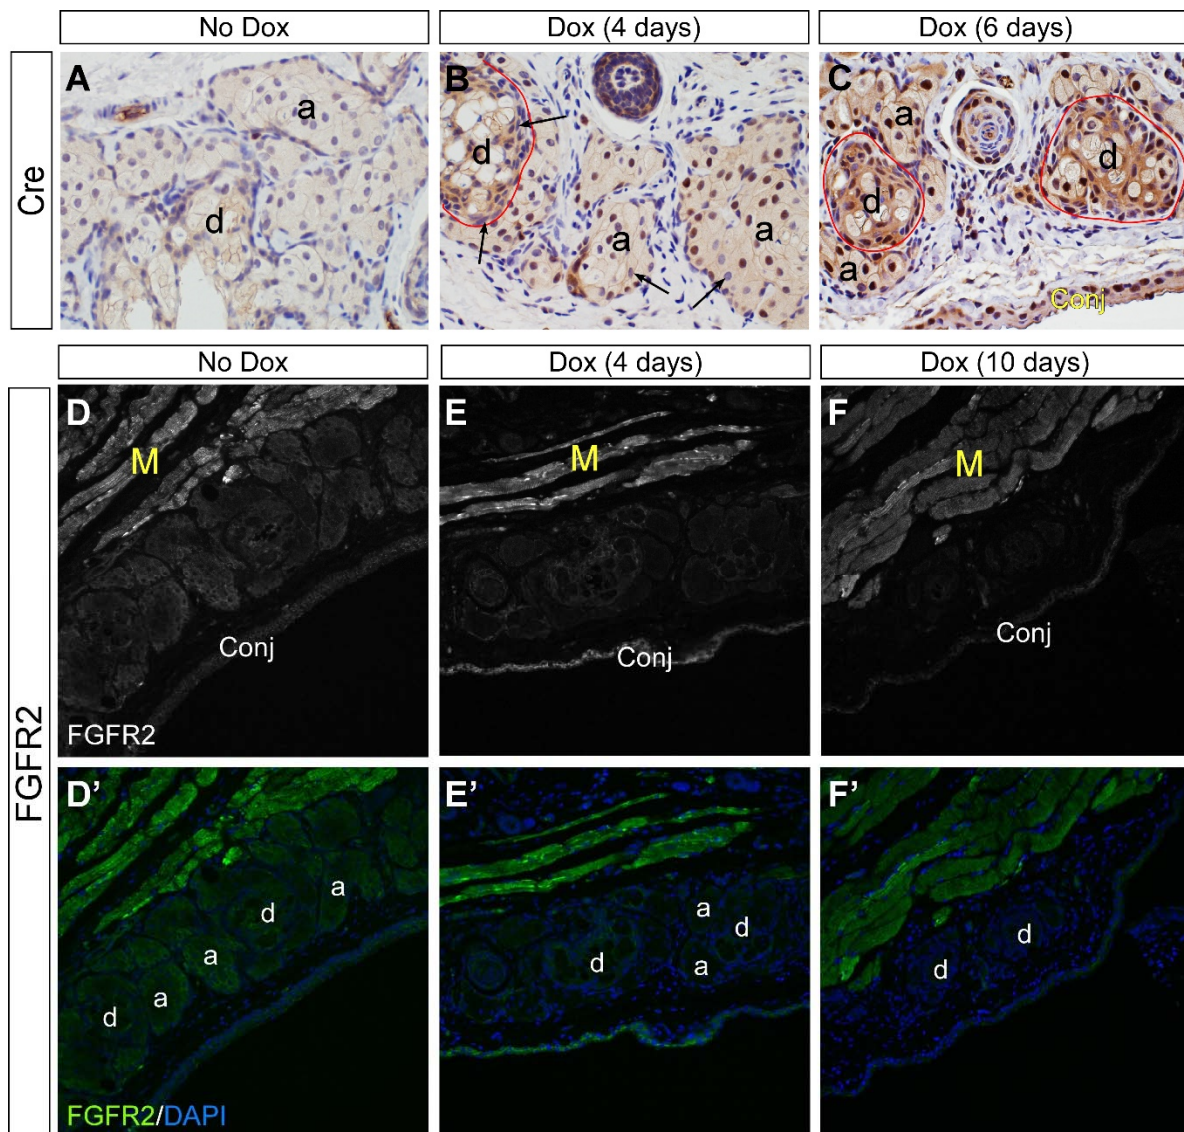 No Dox
Dox (4 days)
Dox (6 days)
Cre
A
a
d
B
d
a
a
C
a
d
d
a
Conj
No Dox
Dox (4 days)
Dox (10 days)
FGFR2
D
M
Conj
FGFR2
E
M
Conj
F
M
Conj
D'
a
d
a
a
d
FGFR2/DAPI
E'
a
d
d
a
F'
d
d